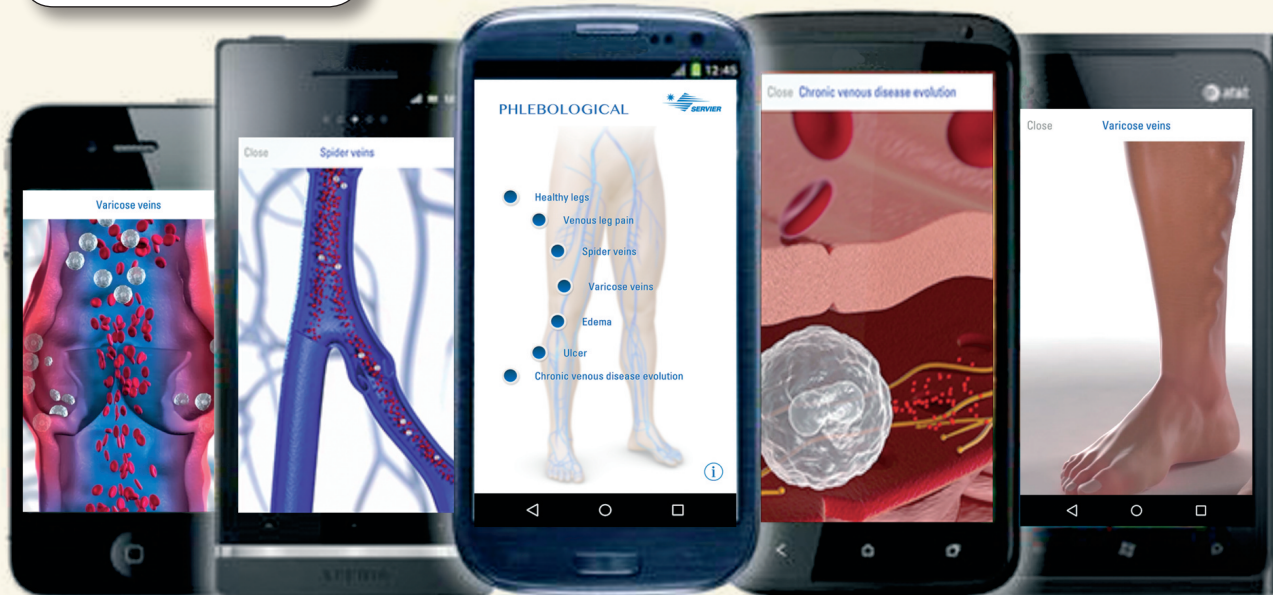 Varicose veins
Close Spider veins
12:45
PHLEBOLOGICAL
SERVIER
Healthy legs
Venous leg pain
Spider veins
Varicose veins
Edema
Ulcer
Chronic venous disease evolution
i
Close Chronic venous disease evolution
at&t
Close Varicose veins
XPERIA